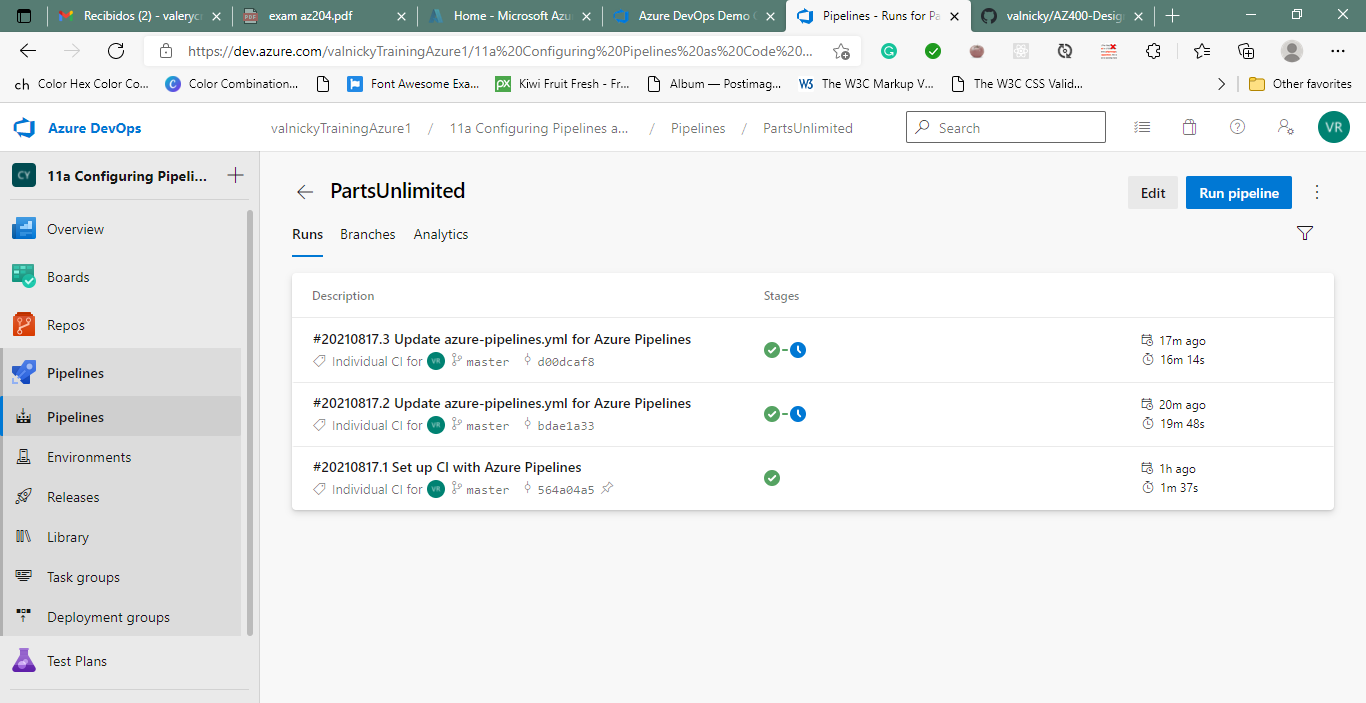 Recibidos (2) - valeryc
exam az204.pdf
Home - Microsoft Azu
Azure DevOps Demo
Pipelines - Runs for Pa
valnicky/AZ400-Desig
https://dev.azure.com/valnickyTrainingAzure1/11a%20Configuring%20Pipelines%20as%20Code%20...
ch Color Hex Color Co...
C Color Combination...
Font Awesome Exa...
px Kiwi Fruit Fresh - Fr...
Album — Postimag...
W3 The W3C Markup V...
The W3C CSS Valid...
Other favorites
Azure DevOps
valnickyTrainingAzure1 / 11a Configuring Pipelines a... / Pipelines / PartsUnlimited
Search
VR
CY 11a Configuring Pipeli...
Overview
Boards
Repos
Pipelines
Pipelines
Environments
Releases
Library
Task groups
Deployment groups
Test Plans
PartsUnlimited
Edit
Run pipeline
Runs Branches Analytics
Description Stages
#20210817.3 Update azure-pipelines.yml for Azure Pipelines
Individual CI for VR master d00dcaf8
17m ago
16m 14s
#20210817.2 Update azure-pipelines.yml for Azure Pipelines
Individual CI for VR master bdae1a33
20m ago
19m 48s
#20210817.1 Set up CI with Azure Pipelines
Individual CI for VR master 564a04a5
1h ago
1m 37s